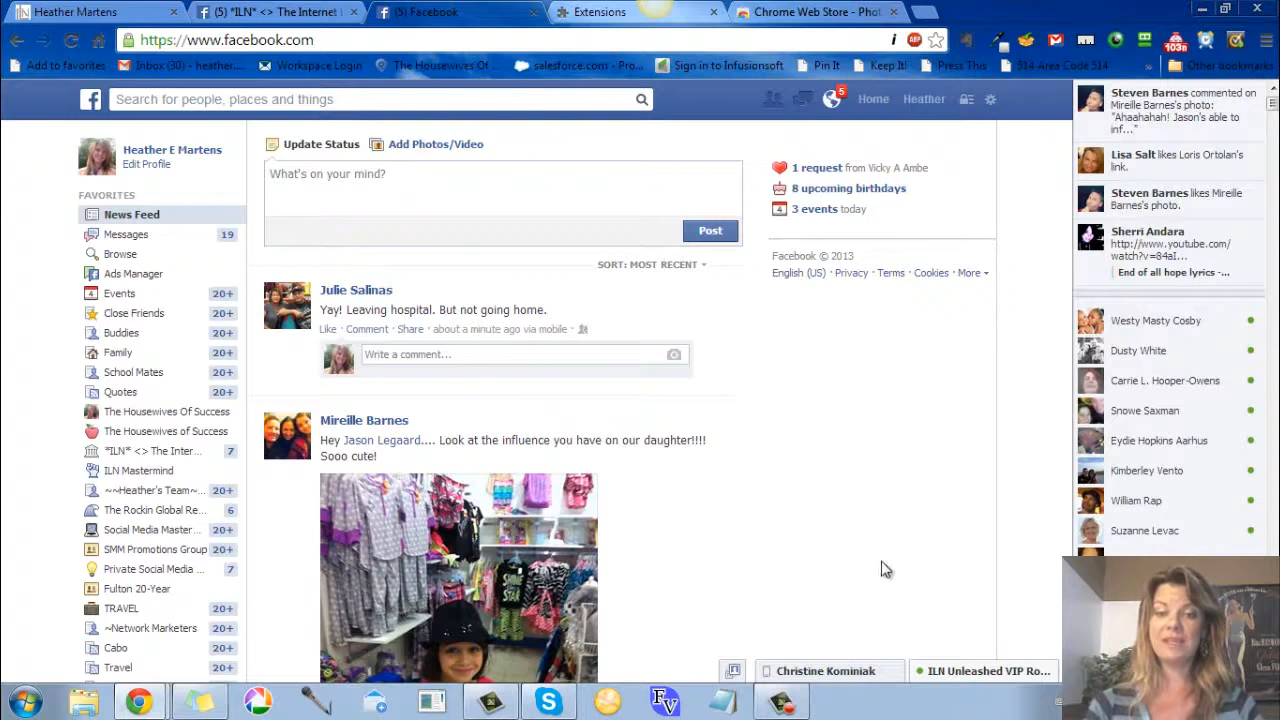 Heather Martens
(5) *ILN* <> The Internet
(5) Facebook
Extensions
Chrome Web Store - Phot
https://www.facebook.com
ABP
103n
Add to favorites
Inbox (30) - heather....
Workspace Login
The Housewives Of ...
salesforce.com - Pro...
Sign in to Infusionsoft
Pin It
Keep It!
Press This
514 Area Code 514
»
Other bookmarks
Search for people, places and things
5
Home
Heather
Heather E Martens
Edit Profile
FAVORITES
News Feed
Messages 19
Browse
Ads Manager
Events 20+
Close Friends 20+
Buddies 20+
Family 20+
School Mates 20+
Quotes 20+
The Housewives Of Success
The Housewives of Success
*ILN* <> The Inter... 7
ILN Mastermind
~~Heather's Team~... 20+
The Rockin Global Re... 6
Social Media Master... 20+
SMM Promotions Group 20+
Private Social Media ... 7
Fulton 20-Year
TRAVEL 20+
~Network Marketers 20+
Cabo 20+
Travel 20+
Update Status
Add Photos/Video
What's on your mind?
Post
SORT: MOST RECENT
Julie Salinas
Yay! Leaving hospital. But not going home.
Like · Comment · Share · about a minute ago via mobile ·
Write a comment...
Mireille Barnes
Hey Jason Legaard.... Look at the influence you have on our daughter!!!!
Sooo cute!
1 request from Vicky A Ambe
8 upcoming birthdays
4 3 events today
Facebook © 2013
English (US) · Privacy · Terms · Cookies · More
Steven Barnes commented on
Mireille Barnes's photo:
"Ahaahahah! Jason's able to
inf..."
Lisa Salt likes Loris Ortolan's
link.
Steven Barnes likes Mireille
Barnes's photo.
Sherri Andara
http://www.youtube.com/
watch?v=84aI...
End of all hope lyrics -...
Westy Masty Cosby
Dusty White
Carrie L. Hooper-Owens
Snowe Saxman
Eydie Hopkins Aarhus
Kimberley Vento
William Rap
Suzanne Levac
Christine Kominiak
ILN Unleashed VIP Ro...
FV